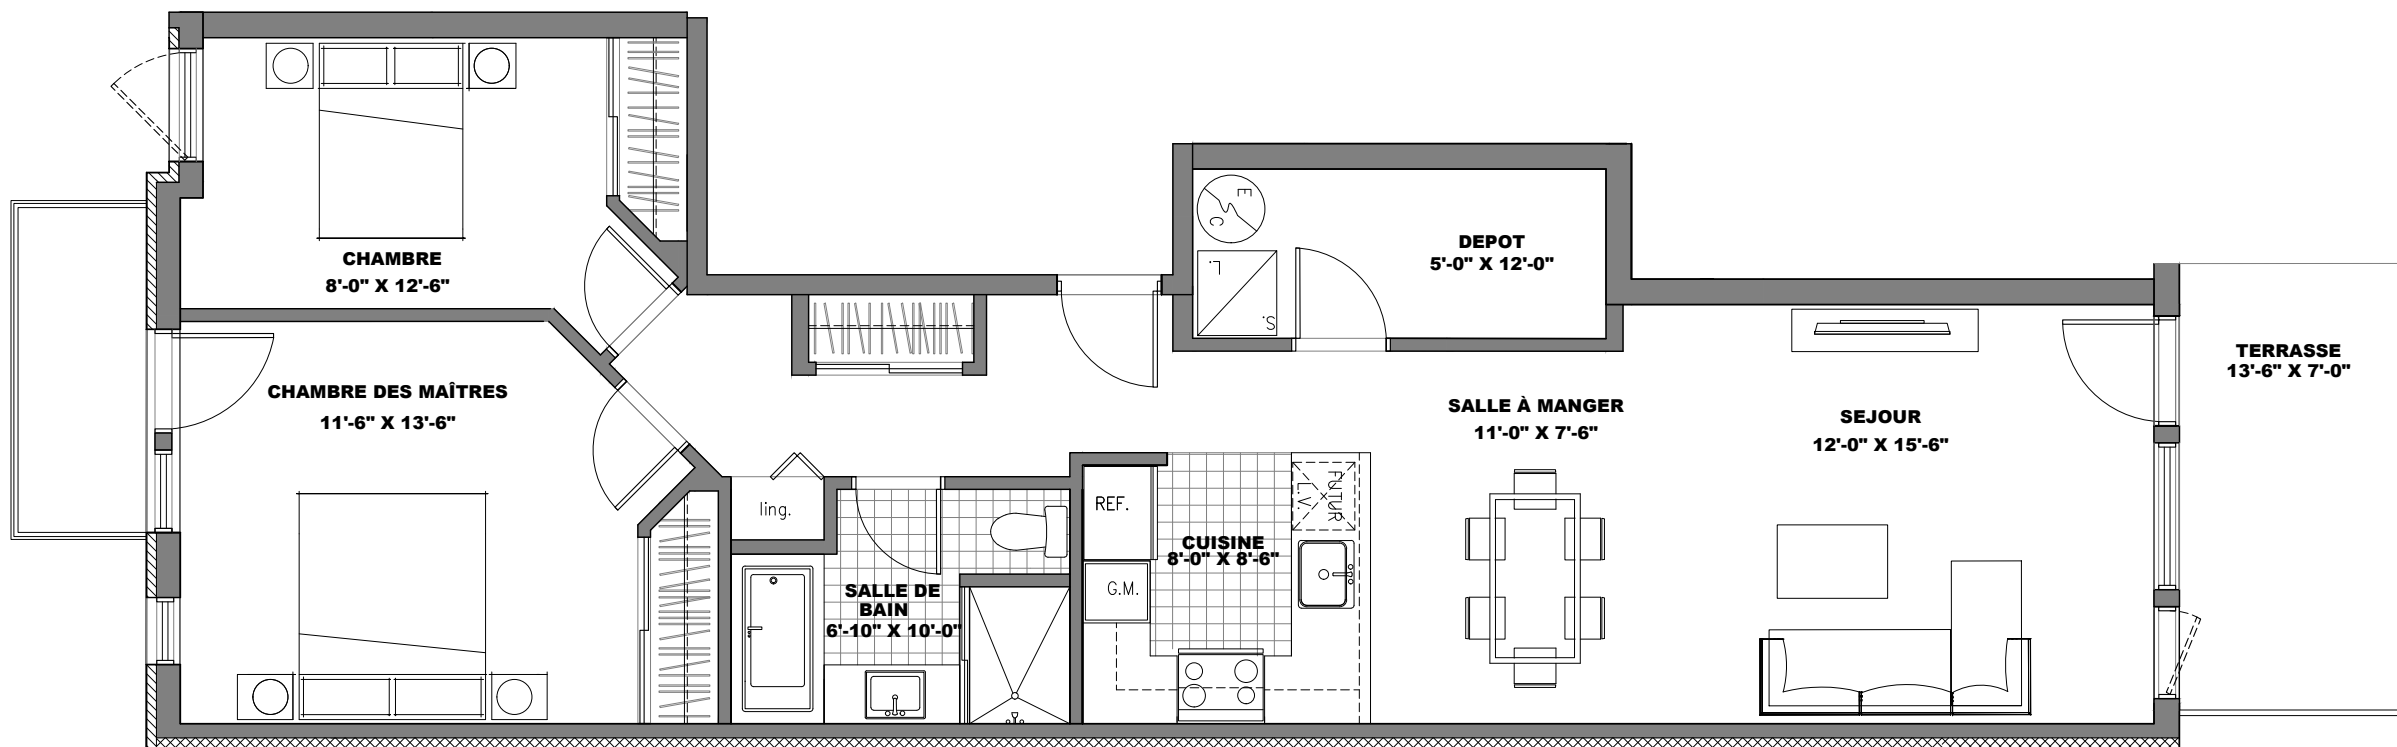 CHAMBRE
8'-0" X 12'-6"
CHAMBRE DES MAÎTRES
11'-6" X 13'-6"
ling.
SALLE DE
BAIN
6'-10" X 10'-0"
REF.
G.M.
CUISINE
8'-0" X 8'-6"
FUTUR
L.V.
E
C
L.
S.
DEPOT
5'-0" X 12'-0"
SALLE À MANGER
11'-0" X 7'-6"
SEJOUR
12'-0" X 15'-6"
TERRASSE
13'-6" X 7'-0"